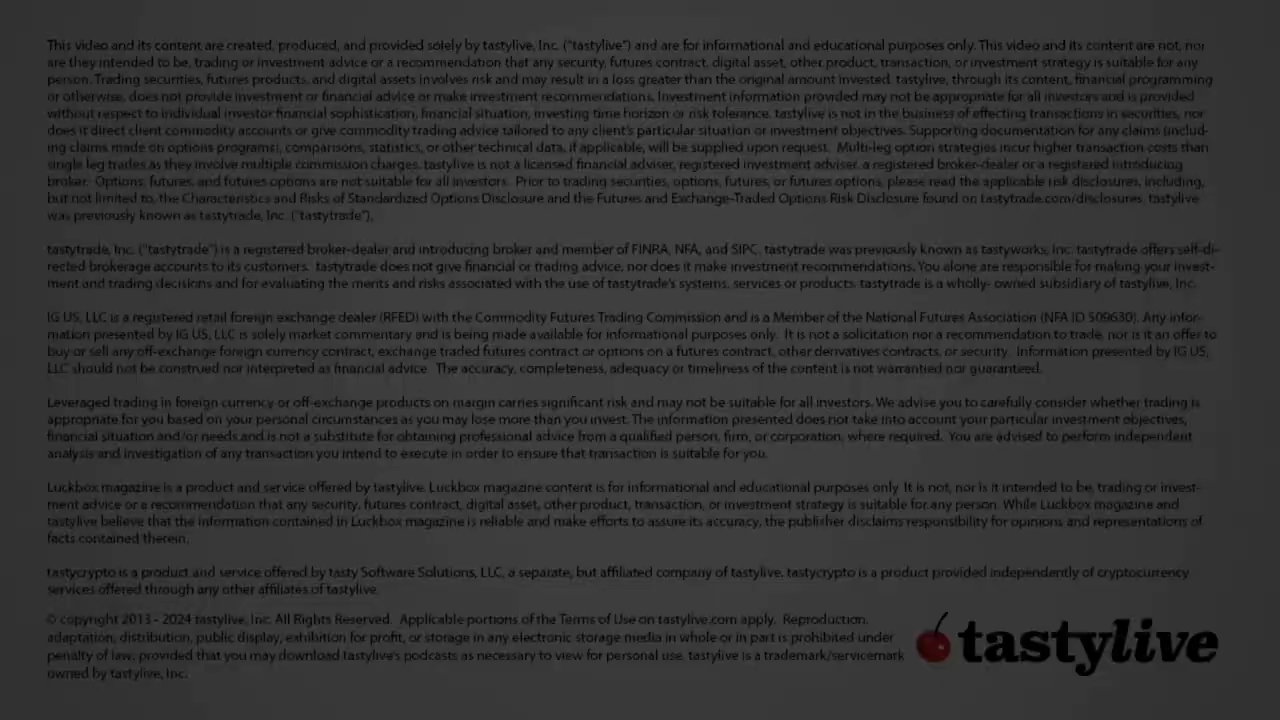 This video and its content are created, produced, and provided solely by tastylive, Inc. (“tastylive”) and are for informational and educational purposes only. This video and its content are not, nor
are they intended to be, trading or investment advice or a recommendation that any security, futures contract, digital asset, other product, transaction, or investment strategy is suitable for any
person. Trading securities, futures products, and digital assets involves risk and may result in a loss greater than the original amount invested. tastylive, through its content, financial programming
or otherwise, does not provide investment or financial advice or make investment recommendations. Investment information provided may not be appropriate for all investors and is provided
without respect to individual investor financial sophistication, financial situation, investing time horizon or risk tolerance. tastylive is not in the business of effecting transactions in securities, nor
does it direct client commodity accounts or give commodity trading advice tailored to any client’s particular situation or investment objectives. Supporting documentation for any claims (includ-
ing claims made on options programs), comparisons, statistics, or other technical data, if applicable, will be supplied upon request. Multi-leg option strategies incur higher transaction costs than
single leg trades as they involve multiple commission charges. tastylive is not a licensed financial adviser, registered investment adviser, a registered broker-dealer or a registered introducing
broker. Options, futures, and futures options are not suitable for all investors. Prior to trading securities, options, futures, or futures options, please read the applicable risk disclosures, including,
but not limited to, the Characteristics and Risks of Standardized Options Disclosure and the Futures and Exchange-Traded Options Risk Disclosure found on tastytrade.com/disclosures. tastylive
was previously known as tastytrade, Inc. (“tastytrade”).
tastytrade, Inc. (“tastytrade”) is a registered broker-dealer and introducing broker and member of FINRA, NFA, and SIPC. tastytrade was previously known as tastyworks, Inc. tastytrade offers self-di-
rected brokerage accounts to its customers. tastytrade does not give financial or trading advice, nor does it make investment recommendations. You alone are responsible for making your invest-
ment and trading decisions and for evaluating the merits and risks associated with the use of tastytrade’s systems, services or products. tastytrade is a wholly- owned subsidiary of tastylive, Inc.
IG US, LLC is a registered retail foreign exchange dealer (RFED) with the Commodity Futures Trading Commission and is a Member of the National Futures Association (NFA ID 509630). Any infor-
mation presented by IG US, LLC is solely market commentary and is being made available for informational purposes only. It is not a solicitation nor a recommendation to trade, nor is it an offer to
buy or sell any off-exchange foreign currency contract, exchange traded futures contract or options on a futures contract, other derivatives contracts, or security. Information presented by IG US,
LLC should not be construed nor interpreted as financial advice. The accuracy, completeness, adequacy or timeliness of the content is not warrantied nor guaranteed.
Leveraged trading in foreign currency or off-exchange products on margin carries significant risk and may not be suitable for all investors. We advise you to carefully consider whether trading is
appropriate for you based on your personal circumstances as you may lose more than you invest. The information presented does not take into account your particular investment objectives,
financial situation and/or needs and is not a substitute for obtaining professional advice from a qualified person, firm, or corporation, where required. You are advised to perform independent
analysis and investigation of any transaction you intend to execute in order to ensure that transaction is suitable for you.
Luckbox magazine is a product and service offered by tastylive. Luckbox magazine content is for informational and educational purposes only. It is not, nor is it intended to be, trading or invest-
ment advice or a recommendation that any security, futures contract, digital asset, other product, transaction, or investment strategy is suitable for any person. While Luckbox magazine and
tastylive believe that the information contained in Luckbox magazine is reliable and make efforts to assure its accuracy, the publisher disclaims responsibility for opinions and representations of
facts contained therein.
tastycrypto is a product and service offered by tasty Software Solutions, LLC, a separate, but affiliated company of tastylive. tastycrypto is a product provided independently of cryptocurrency
services offered through any other affiliates of tastylive.
© copyright 2013 - 2024 tastylive, Inc. All Rights Reserved. Applicable portions of the Terms of Use on tastylive.com apply. Reproduction,
adaptation, distribution, public display, exhibition for profit, or storage in any electronic storage media in whole or in part is prohibited under
penalty of law, provided that you may download tastylive’s podcasts as necessary to view for personal use. tastylive is a trademark/servicemark
owned by tastylive, Inc.
tastylive